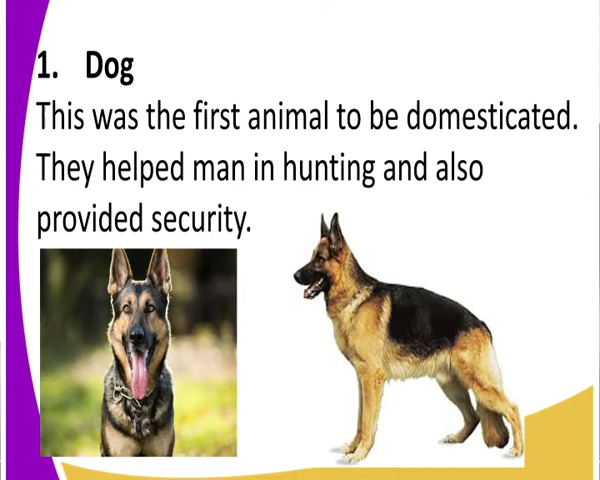 1. Dog
This was the first animal to be domesticated.
They helped man in hunting and also
provided security.